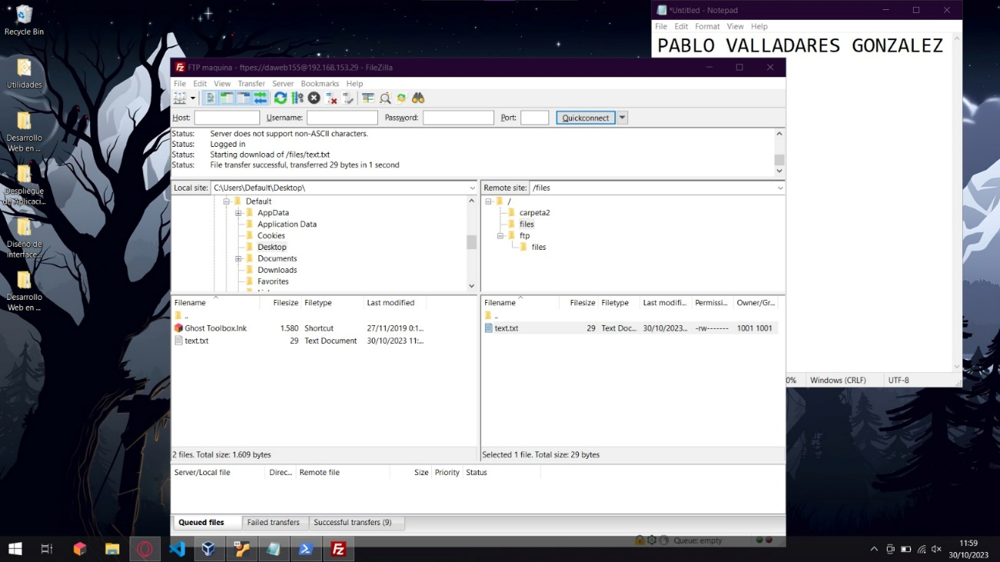 Recycle Bin
Utilidades
Desarrollo
Web en ...
Despliegue
de Aplicaci...
Diseño de
interface...
Desarrollo
Web en ...
*Untitled - Notepad
File Edit Format View Help
PABLO VALLADARES GONZALEZ
Windows (CRLF) UTF-8
FTP maquina - ftpes://daweb155@192.168.153.29 - FileZilla
File Edit View Transfer Server Bookmarks Help
Host: Username: Password: Port: Quickconnect
Status: Server does not support non-ASCII characters.
Status: Logged in
Status: Starting download of /files/text.txt
Status: File transfer successful, transferred 29 bytes in 1 second
Local site: C:\Users\Default\Desktop\
Default
AppData
Application Data
Cookies
Desktop
Documents
Downloads
Favorites
Remote site: /files
/
carpeta2
files
ftp
files
Filename Filesize Filetype Last modified
..
Ghost Toolbox.lnk 1.580 Shortcut 27/11/2019 0:1...
text.txt 29 Text Document 30/10/2023 11:...
2 files. Total size: 1.609 bytes
Filename Filesize Filetype Last modifi... Permissi... Owner/Gr...
..
text.txt 29 Text Doc... 30/10/2023... -rw------- 1001 1001
Selected 1 file. Total size: 29 bytes
Server/Local file Direc... Remote file Size Priority Status
Queued files Failed transfers Successful transfers (9)
Queue: empty
11:59
30/10/2023